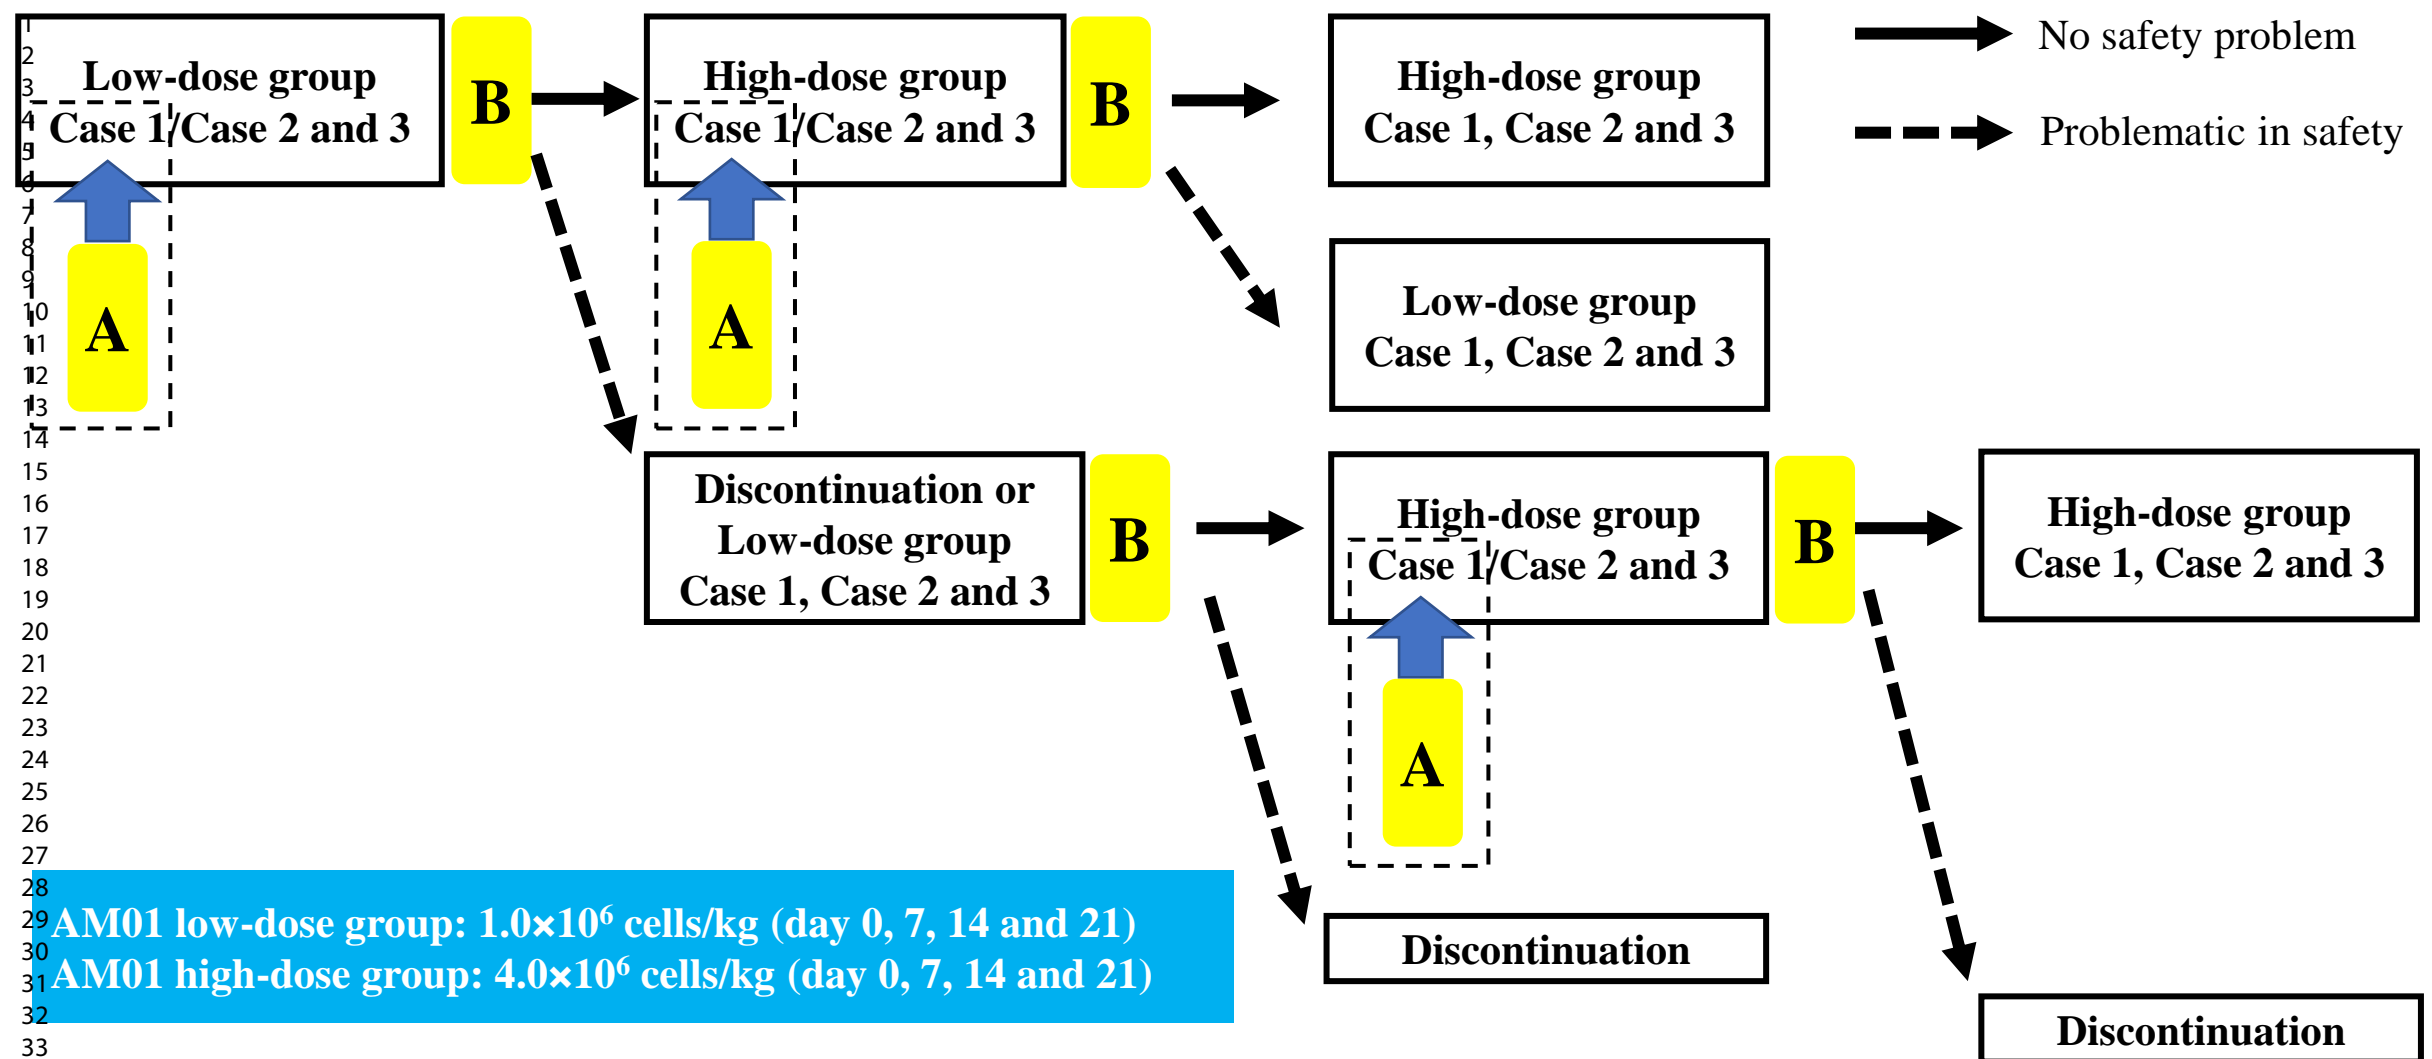 1
2
3
4
5
6
7
8
9
10
11
12
13
14
15
16
17
18
19
20
21
22
23
24
25
26
27
28
29
30
31
32
33
Low-dose group
Case 1/Case 2 and 3
B
A
High-dose group
Case 1/Case 2 and 3
B
A
High-dose group
Case 1, Case 2 and 3
No safety problem
Problematic in safety
Low-dose group
Case 1, Case 2 and 3
Discontinuation or
Low-dose group
Case 1, Case 2 and 3
B
High-dose group
Case 1/Case 2 and 3
B
A
High-dose group
Case 1, Case 2 and 3
Discontinuation
Discontinuation
AM01 low-dose group: 1.0×10⁶ cells/kg (day 0, 7, 14 and 21)
AM01 high-dose group: 4.0×10⁶ cells/kg (day 0, 7, 14 and 21)